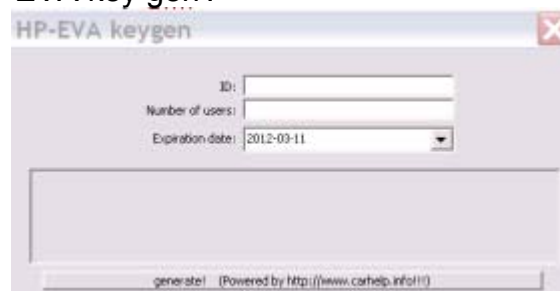 HP-EVA keygen
ID:
Number of users:
Expiration date: 2012-03-11
generate! (Powered by http://www.carhelp.info!!!)